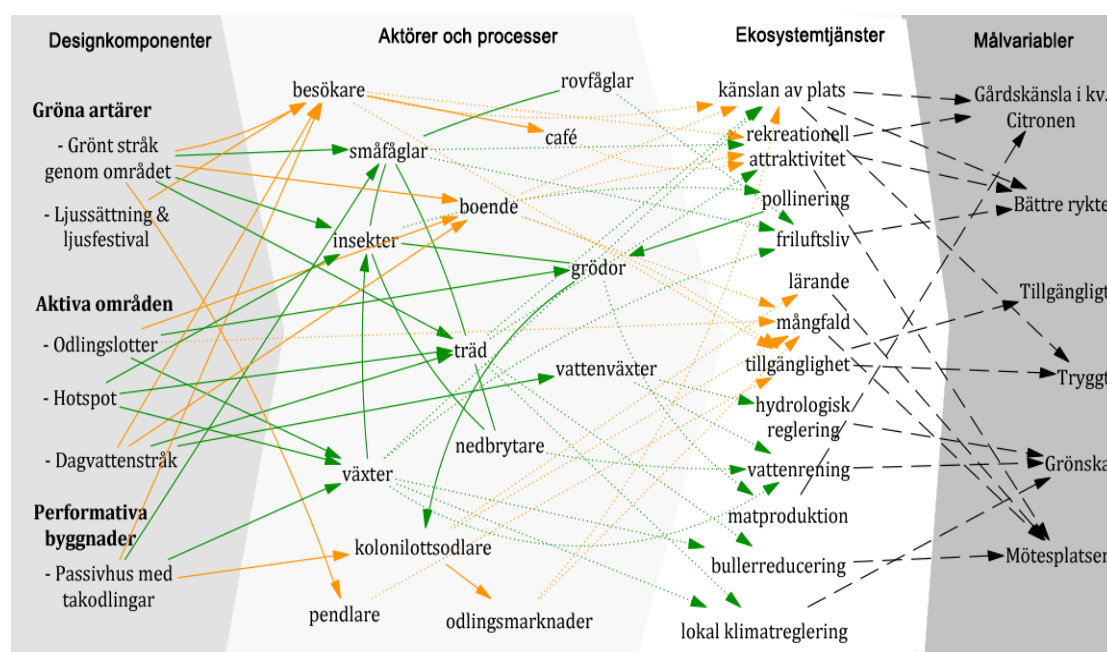 Designkomponenter
Aktörer och processer
Ekosystemtjänster
Målvariabler
Gröna artärer
- Grönt stråk
genom området
- Ljussättning &
ljusfestival
Aktiva områden
- Odlingslotter
- Hotspot
- Dagvattenstråk
Performativa
byggnader
- Passivhus med
takodlingar
besökare
rovfåglar
café
småfåglar
boende
insekter
grödor
träd
vattenväxter
nedbrytare
växter
kolonilottsodlare
pendlare
odlingsmarknader
känslan av plats
rekreationell
attraktivitet
pollinering
friluftsliv
lärande
mångfald
tillgänglighet
hydrologisk
reglering
vattenrening
matproduktion
bullerreducering
lokal klimatreglering
Gårdskänsla i kv.
Citronen
Bättre rykte
Tillgängligt
Tryggt
Grönska
Mötesplatser